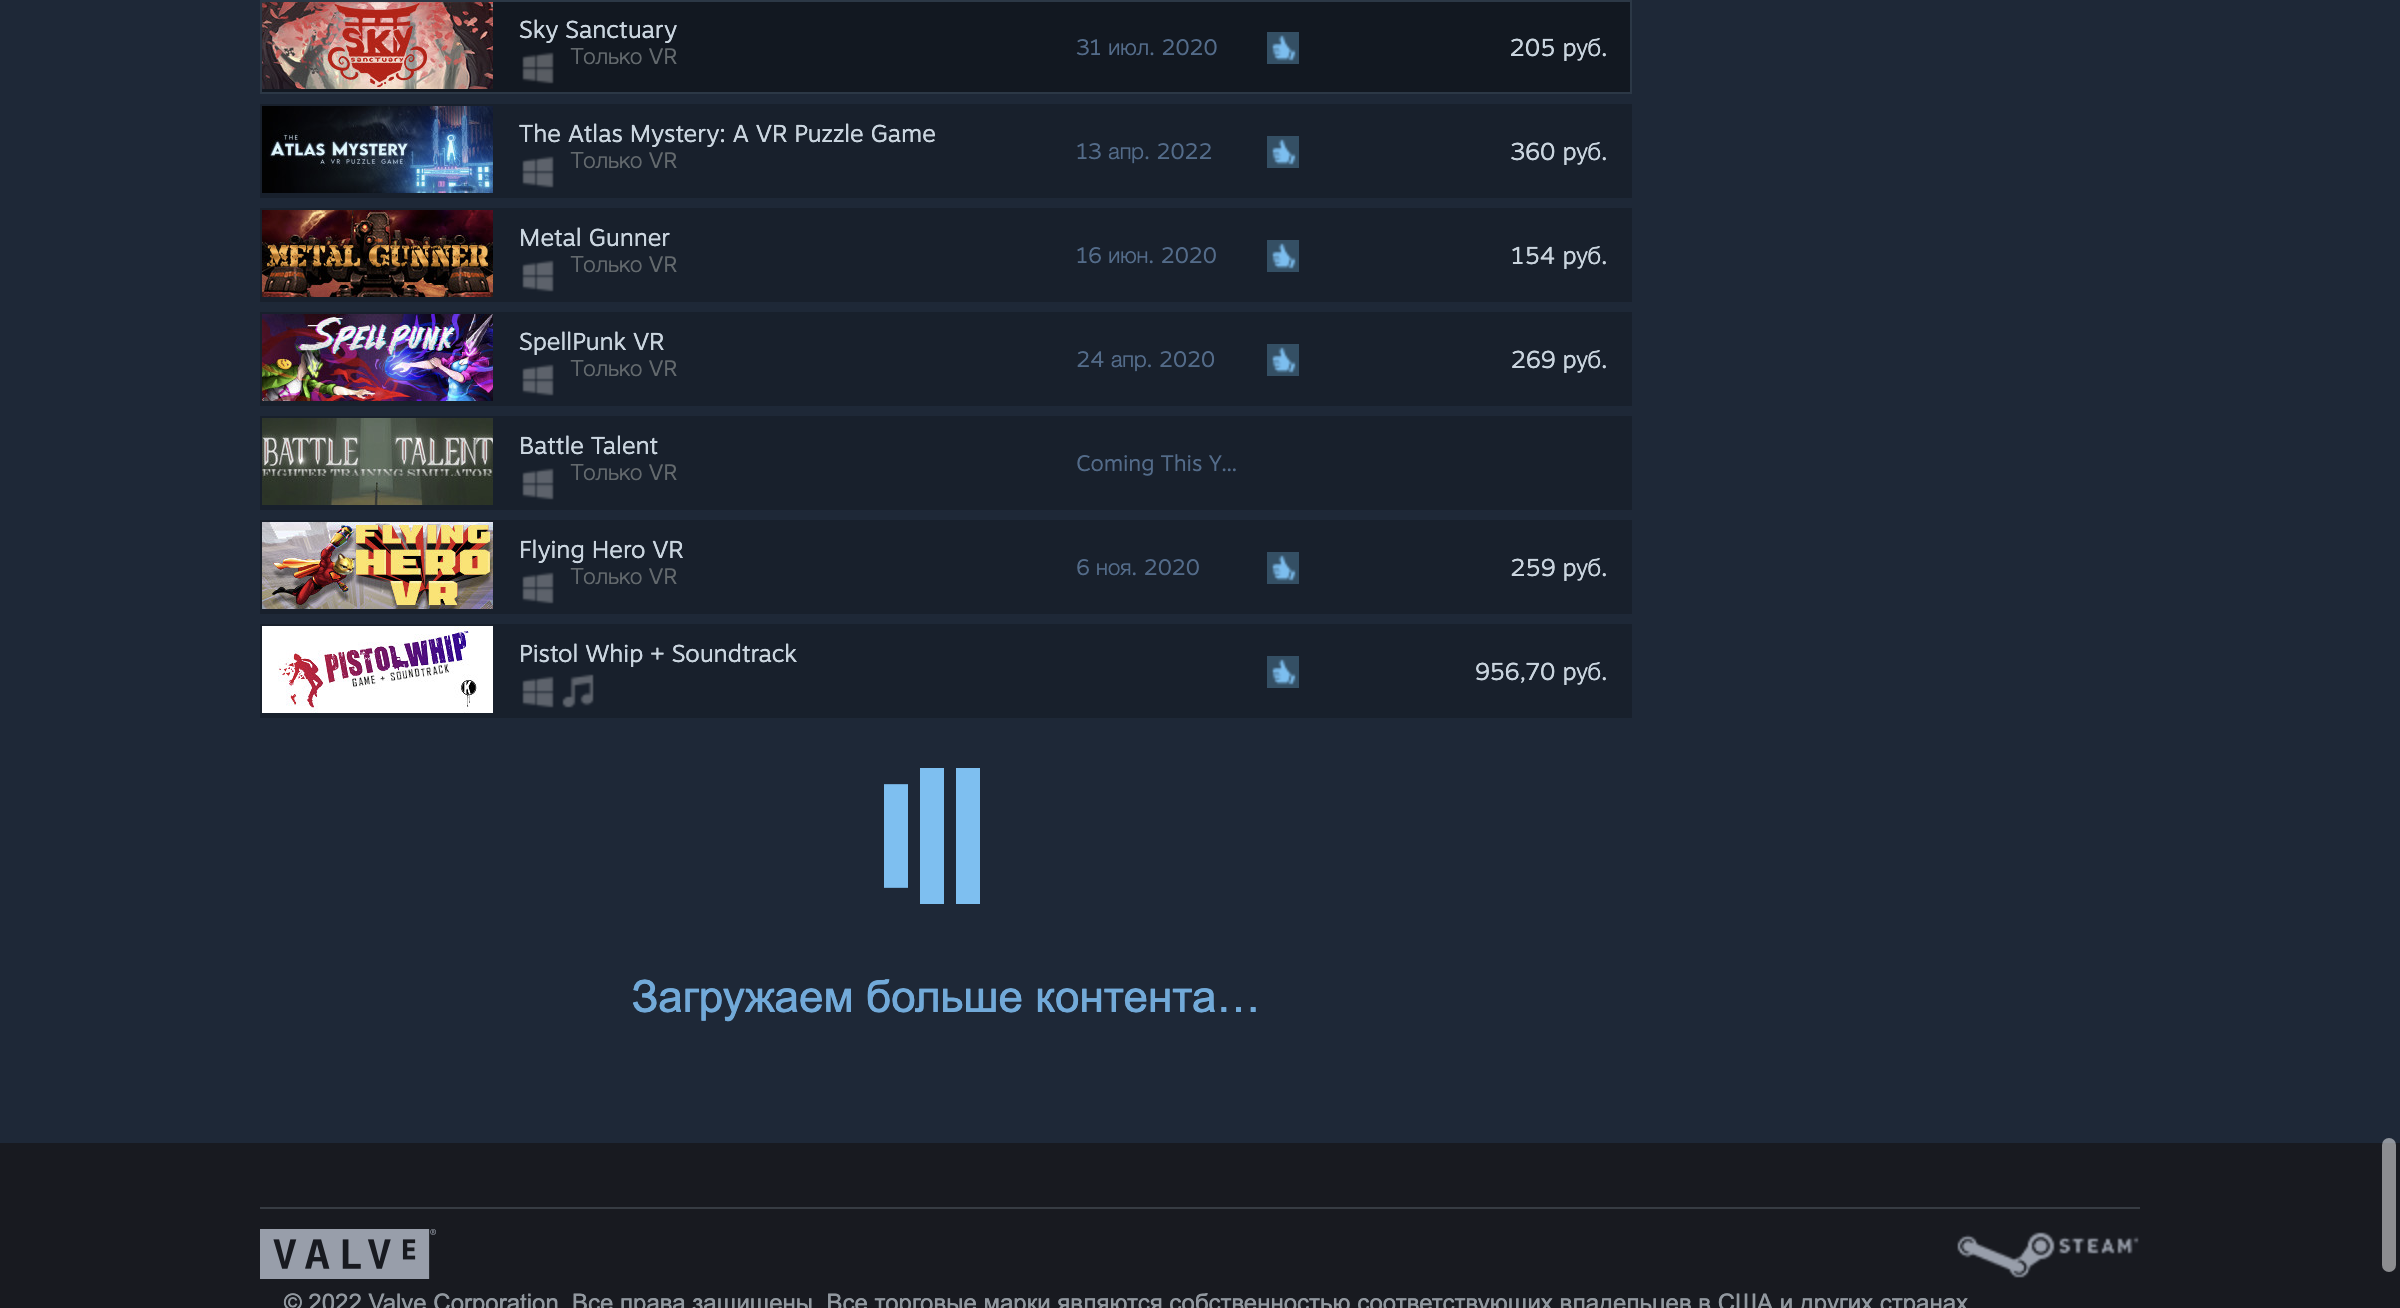 SKY
sanctuary
Sky Sanctuary
Только VR
31 июл. 2020
205 руб.
THE
ATLAS MYSTERY
A VR PUZZLE GAME
The Atlas Mystery: A VR Puzzle Game
Только VR
13 апр. 2022
360 руб.
METAL GUNNER
Metal Gunner
Только VR
16 июн. 2020
154 руб.
SPELLPUNK
SpellPunk VR
Только VR
24 апр. 2020
269 руб.
BATTLE TALENT
FIGHTER TRAINING SIMULATOR
Battle Talent
Только VR
Coming This Y...
FLYING
HERO
VR
Flying Hero VR
Только VR
6 ноя. 2020
259 руб.
PISTOL WHIP
GAME + SOUNDTRACK
Pistol Whip + Soundtrack
956,70 руб.
Загружаем больше контента...
VALVE®
STEAM®
© 2022 Valve Corporation. Все права защищены. Все торговые марки являются собственностью соответствующих владельцев в США и других странах.